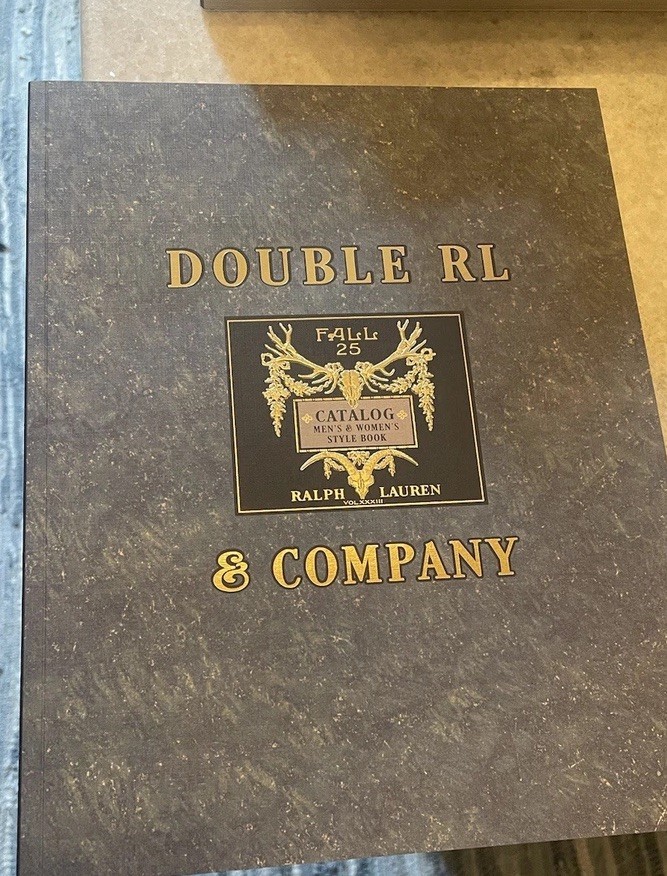 DOUBLE RL
FALL
25
CATALOG
MEN'S & WOMEN'S
STYLE BOOK
RALPH LAUREN
VOL.XXXIII
& COMPANY